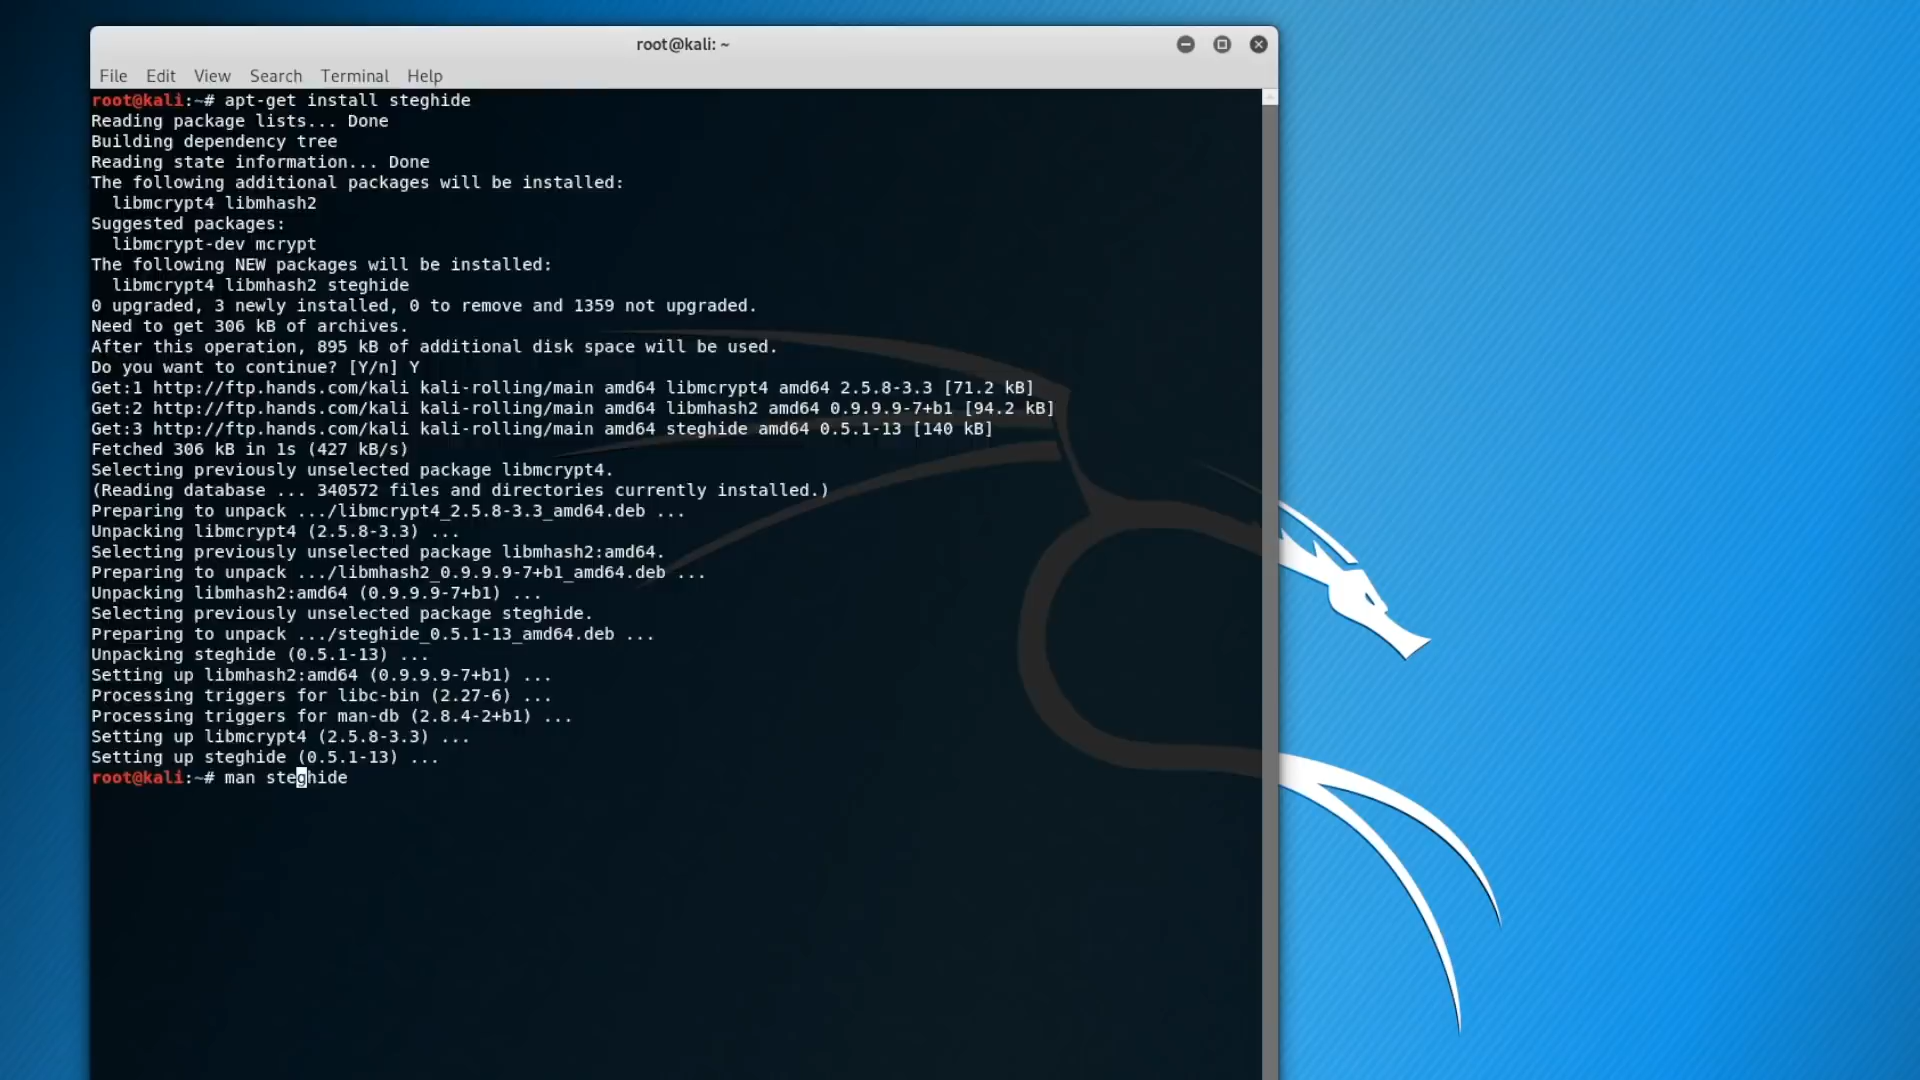 root@kali: ~
File Edit View Search Terminal Help
root@kali:~# apt-get install steghide
Reading package lists... Done
Building dependency tree
Reading state information... Done
The following additional packages will be installed:
  libmcrypt4 libmhash2
Suggested packages:
  libmcrypt-dev mcrypt
The following NEW packages will be installed:
  libmcrypt4 libmhash2 steghide
0 upgraded, 3 newly installed, 0 to remove and 1359 not upgraded.
Need to get 306 kB of archives.
After this operation, 895 kB of additional disk space will be used.
Do you want to continue? [Y/n] Y
Get:1 http://ftp.hands.com/kali kali-rolling/main amd64 libmcrypt4 amd64 2.5.8-3.3 [71.2 kB]
Get:2 http://ftp.hands.com/kali kali-rolling/main amd64 libmhash2 amd64 0.9.9.9-7+b1 [94.2 kB]
Get:3 http://ftp.hands.com/kali kali-rolling/main amd64 steghide amd64 0.5.1-13 [140 kB]
Fetched 306 kB in 1s (427 kB/s)
Selecting previously unselected package libmcrypt4.
(Reading database ... 340572 files and directories currently installed.)
Preparing to unpack .../libmcrypt4_2.5.8-3.3_amd64.deb ...
Unpacking libmcrypt4 (2.5.8-3.3) ...
Selecting previously unselected package libmhash2:amd64.
Preparing to unpack .../libmhash2_0.9.9.9-7+b1_amd64.deb ...
Unpacking libmhash2:amd64 (0.9.9.9-7+b1) ...
Selecting previously unselected package steghide.
Preparing to unpack .../steghide_0.5.1-13_amd64.deb ...
Unpacking steghide (0.5.1-13) ...
Setting up libmhash2:amd64 (0.9.9.9-7+b1) ...
Processing triggers for libc-bin (2.27-6) ...
Processing triggers for man-db (2.8.4-2+b1) ...
Setting up libmcrypt4 (2.5.8-3.3) ...
Setting up steghide (0.5.1-13) ...
root@kali:~# man steghide